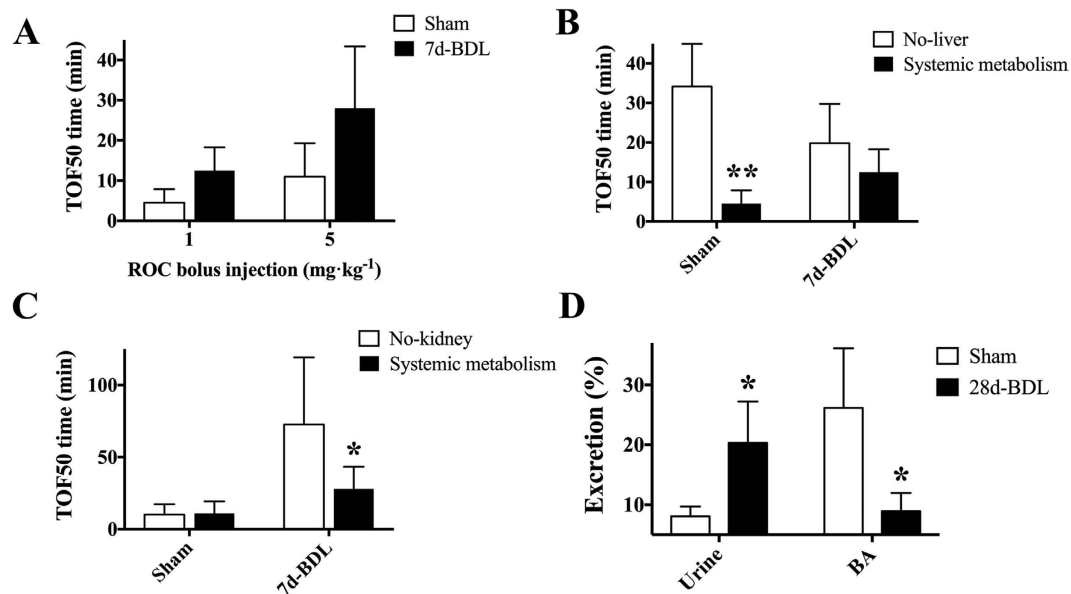 A
Sham
7d-BDL
TOF50 time (min)
40
30
20
10
0
1
5
ROC bolus injection (mg·kg-1)
B
No-liver
Systemic metabolism
TOF50 time (min)
40
30
20
10
0
Sham
7d-BDL
**
C
No-kidney
Systemic metabolism
TOF50 time (min)
100
50
0
Sham
7d-BDL
*
D
Sham
28d-BDL
Excretion (%)
30
20
10
Urine
BA
*
*